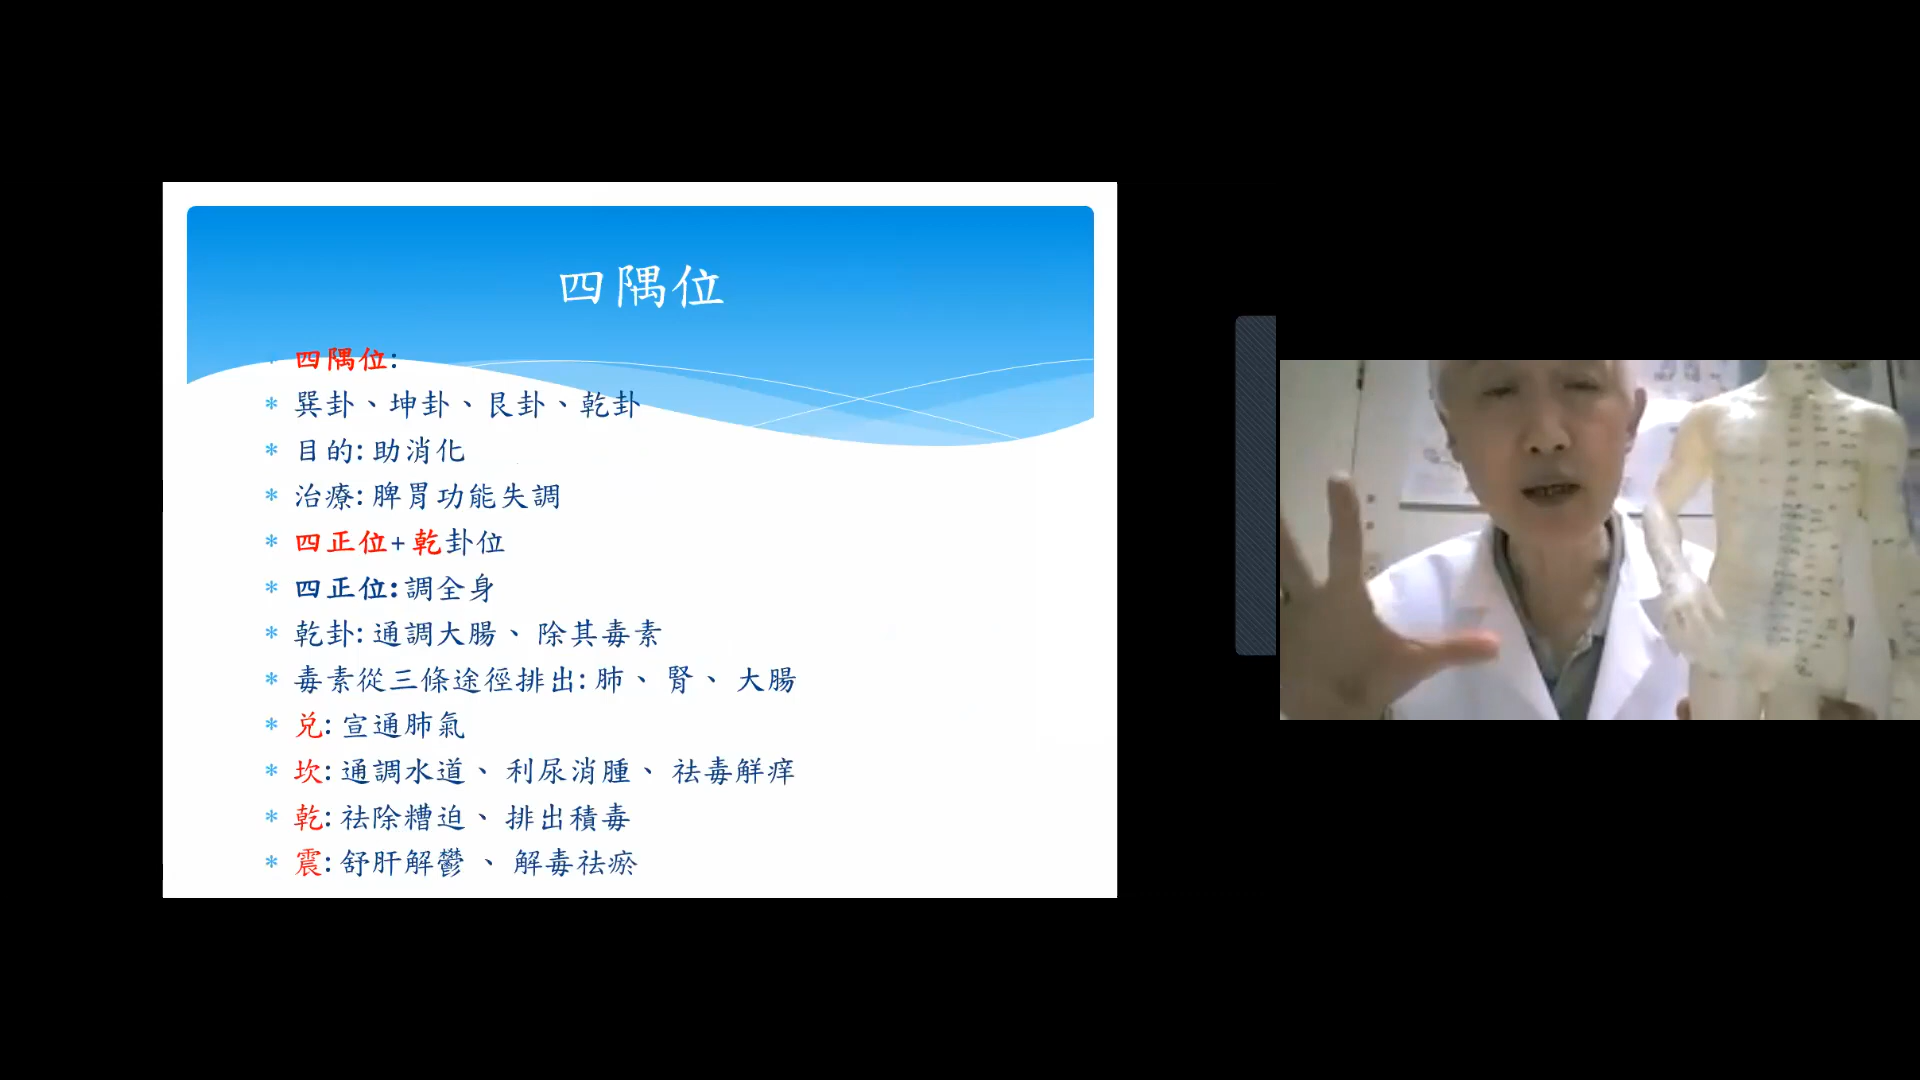 四隅位
四隅位:
* 巽卦、坤卦、艮卦、乾卦
* 目的: 助消化
* 治療: 脾胃功能失調
* 四正位+ 乾卦位
* 四正位: 調全身
* 乾卦: 通調大腸、 除其毒素
* 毒素從三條途徑排出: 肺、 腎、 大腸
* 兌: 宣通肺氣
* 坎: 通調水道、 利尿消腫、 祛毒解痒
* 乾: 祛除糟迫、 排出積毒
* 震: 舒肝解鬱 、 解毒祛瘀